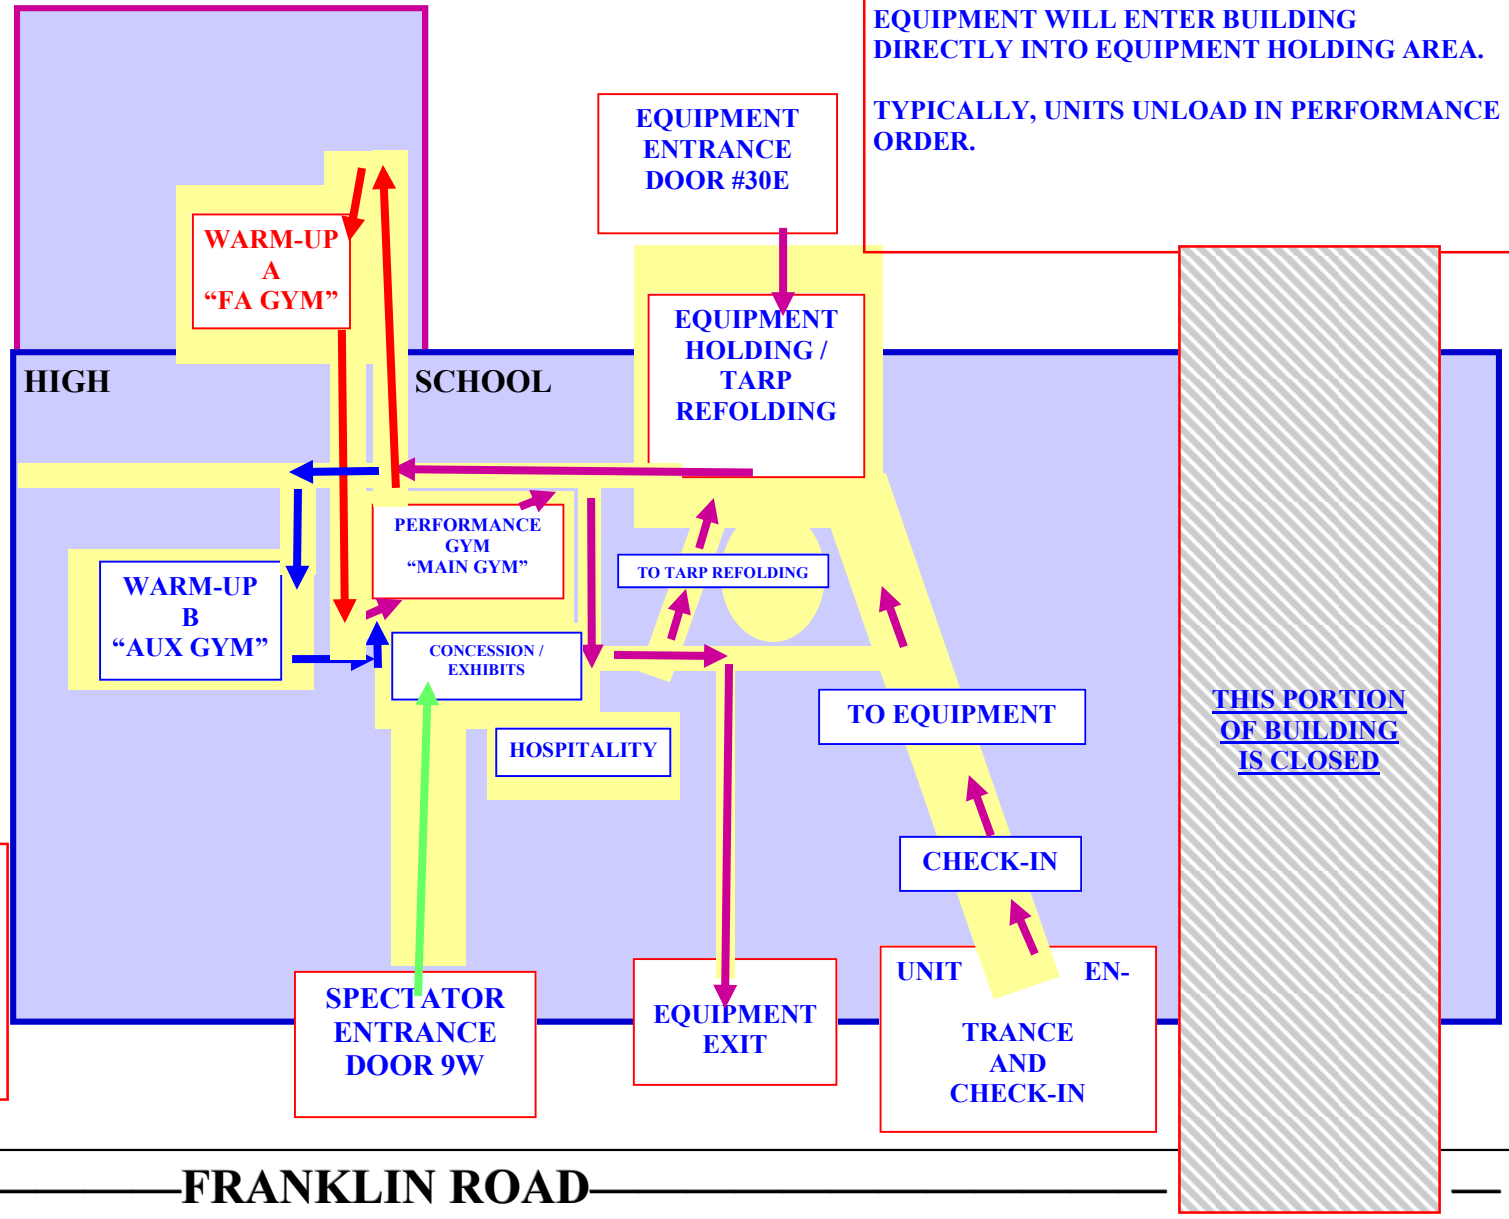 EQUIPMENT WILL ENTER BUILDING
DIRECTLY INTO EQUIPMENT HOLDING AREA.
TYPICALLY, UNITS UNLOAD IN PERFORMANCE
ORDER.
EQUIPMENT
ENTRANCE
DOOR #30E
WARM-UP
A
“FA GYM”
EQUIPMENT
HOLDING /
TARP
REFOLDING
HIGH
SCHOOL
PERFORMANCE
GYM
“MAIN GYM”
TO TARP REFOLDING
WARM-UP
B
“AUX GYM”
CONCESSION /
EXHIBITS
HOSPITALITY
TO EQUIPMENT
THIS PORTION
OF BUILDING
IS CLOSED
CHECK-IN
SPECTATOR
ENTRANCE
DOOR 9W
EQUIPMENT
EXIT
UNIT EN-
TRANCE
AND
CHECK-IN
FRANKLIN ROAD